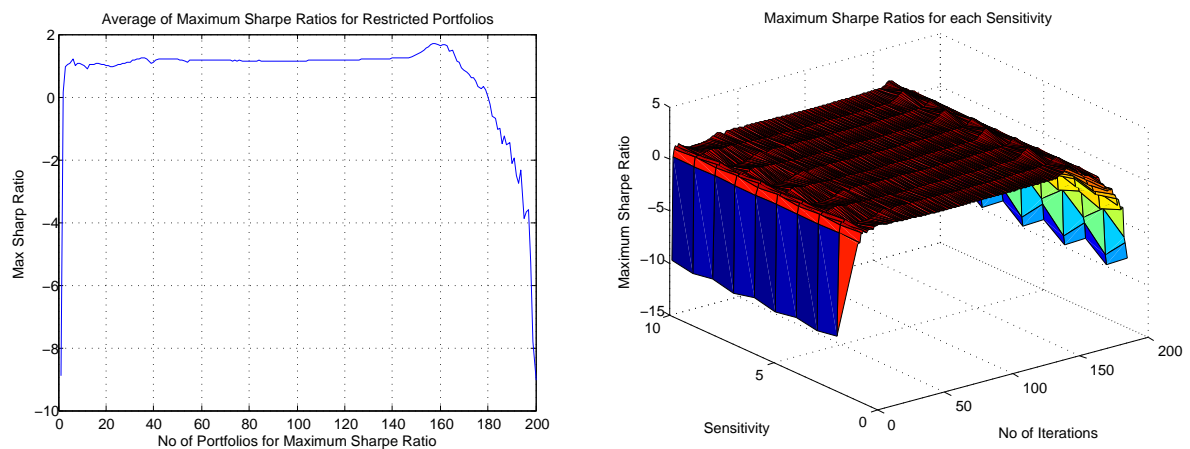 Average of Maximum Sharpe Ratios for Restricted Portfolios
2
0
−2
−4
−6
−8
−10
Max Sharp Ratio
0 20 40 60 80 100 120 140 160 180 200
No of Portfolios for Maximum Sharpe Ratio
Maximum Sharpe Ratios for each Sensitivity
5
0
−5
−10
−15
Maximum Sharpe Ratio
10
5
0
Sensitivity
0
50
100
150
200
No of Iterations